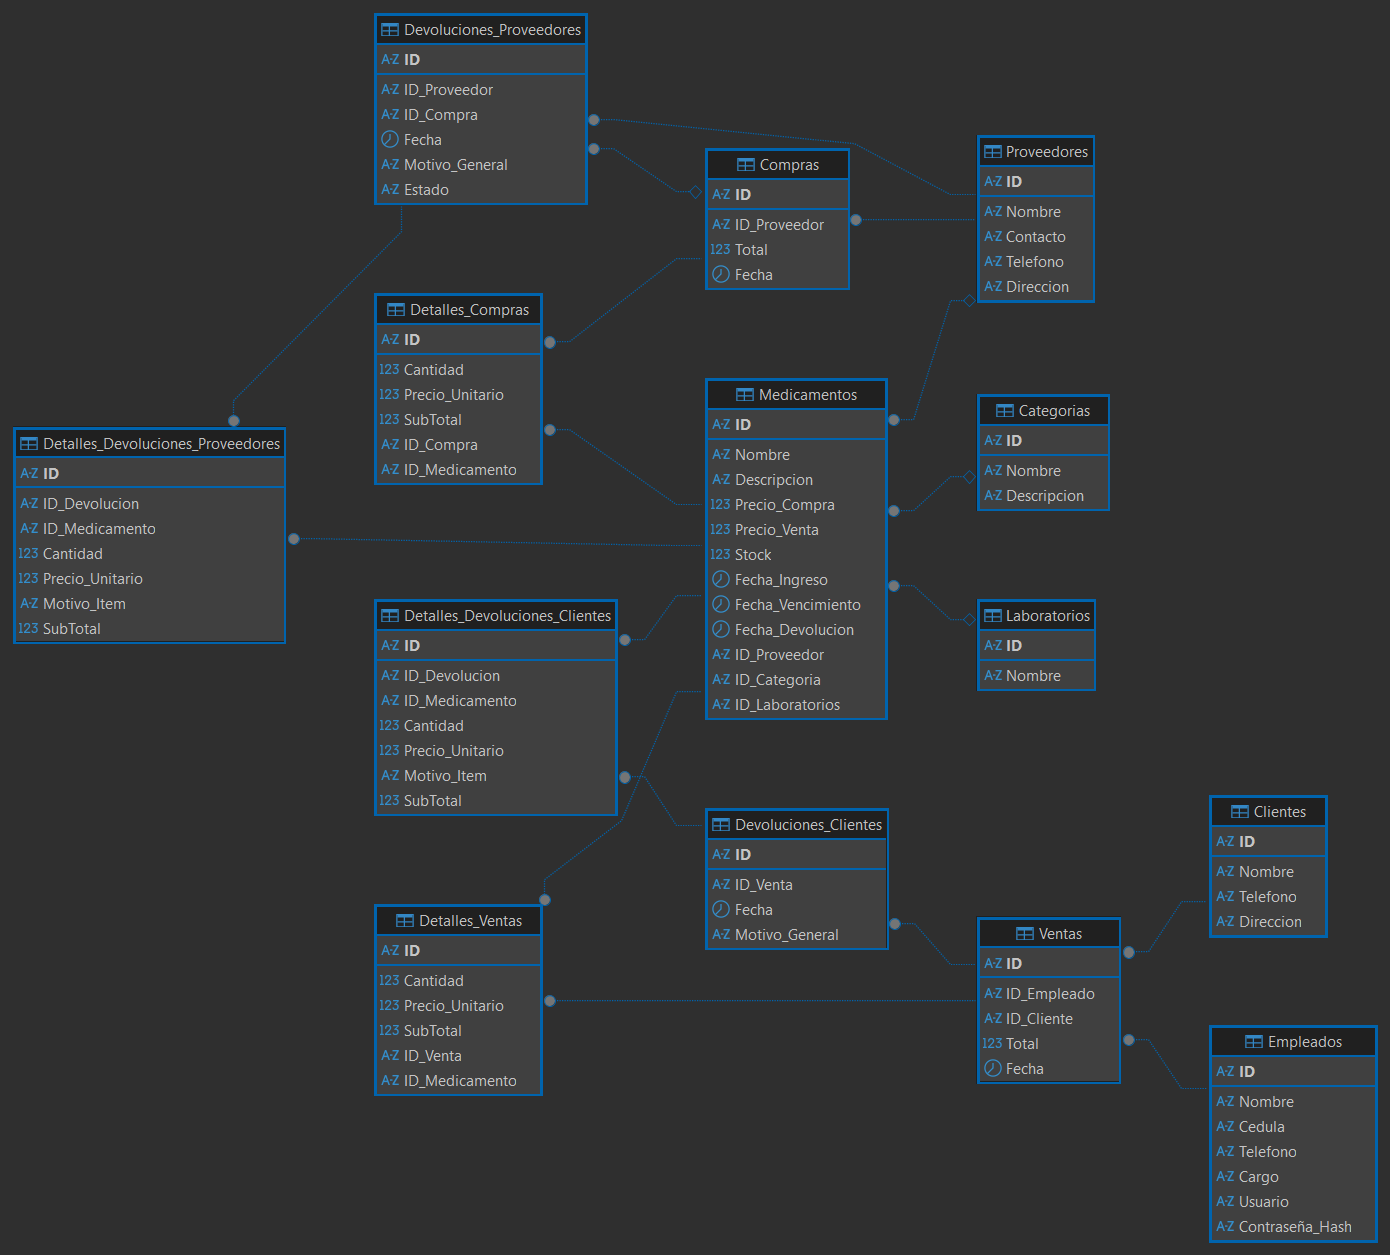 Devoluciones_Proveedores
A-Z ID
A-Z ID_Proveedor
A-Z ID_Compra
Fecha
A-Z Motivo_General
A-Z Estado
Compras
A-Z ID
A-Z ID_Proveedor
123 Total
Fecha
Proveedores
A-Z ID
A-Z Nombre
A-Z Contacto
A-Z Telefono
A-Z Direccion
Detalles_Compras
A-Z ID
123 Cantidad
123 Precio_Unitario
123 SubTotal
A-Z ID_Compra
A-Z ID_Medicamento
Medicamentos
A-Z ID
A-Z Nombre
A-Z Descripcion
123 Precio_Compra
123 Precio_Venta
123 Stock
Fecha_Ingreso
Fecha_Vencimiento
Fecha_Devolucion
A-Z ID_Proveedor
A-Z ID_Categoria
A-Z ID_Laboratorios
Categorias
A-Z ID
A-Z Nombre
A-Z Descripcion
Detalles_Devoluciones_Proveedores
A-Z ID
A-Z ID_Devolucion
A-Z ID_Medicamento
123 Cantidad
123 Precio_Unitario
A-Z Motivo_Item
123 SubTotal
Detalles_Devoluciones_Clientes
A-Z ID
A-Z ID_Devolucion
A-Z ID_Medicamento
123 Cantidad
123 Precio_Unitario
A-Z Motivo_Item
123 SubTotal
Laboratorios
A-Z ID
A-Z Nombre
Devoluciones_Clientes
A-Z ID
A-Z ID_Venta
Fecha
A-Z Motivo_General
Clientes
A-Z ID
A-Z Nombre
A-Z Telefono
A-Z Direccion
Detalles_Ventas
A-Z ID
123 Cantidad
123 Precio_Unitario
123 SubTotal
A-Z ID_Venta
A-Z ID_Medicamento
Ventas
A-Z ID
A-Z ID_Empleado
A-Z ID_Cliente
123 Total
Fecha
Empleados
A-Z ID
A-Z Nombre
A-Z Cedula
A-Z Telefono
A-Z Cargo
A-Z Usuario
A-Z Contraseña_Hash